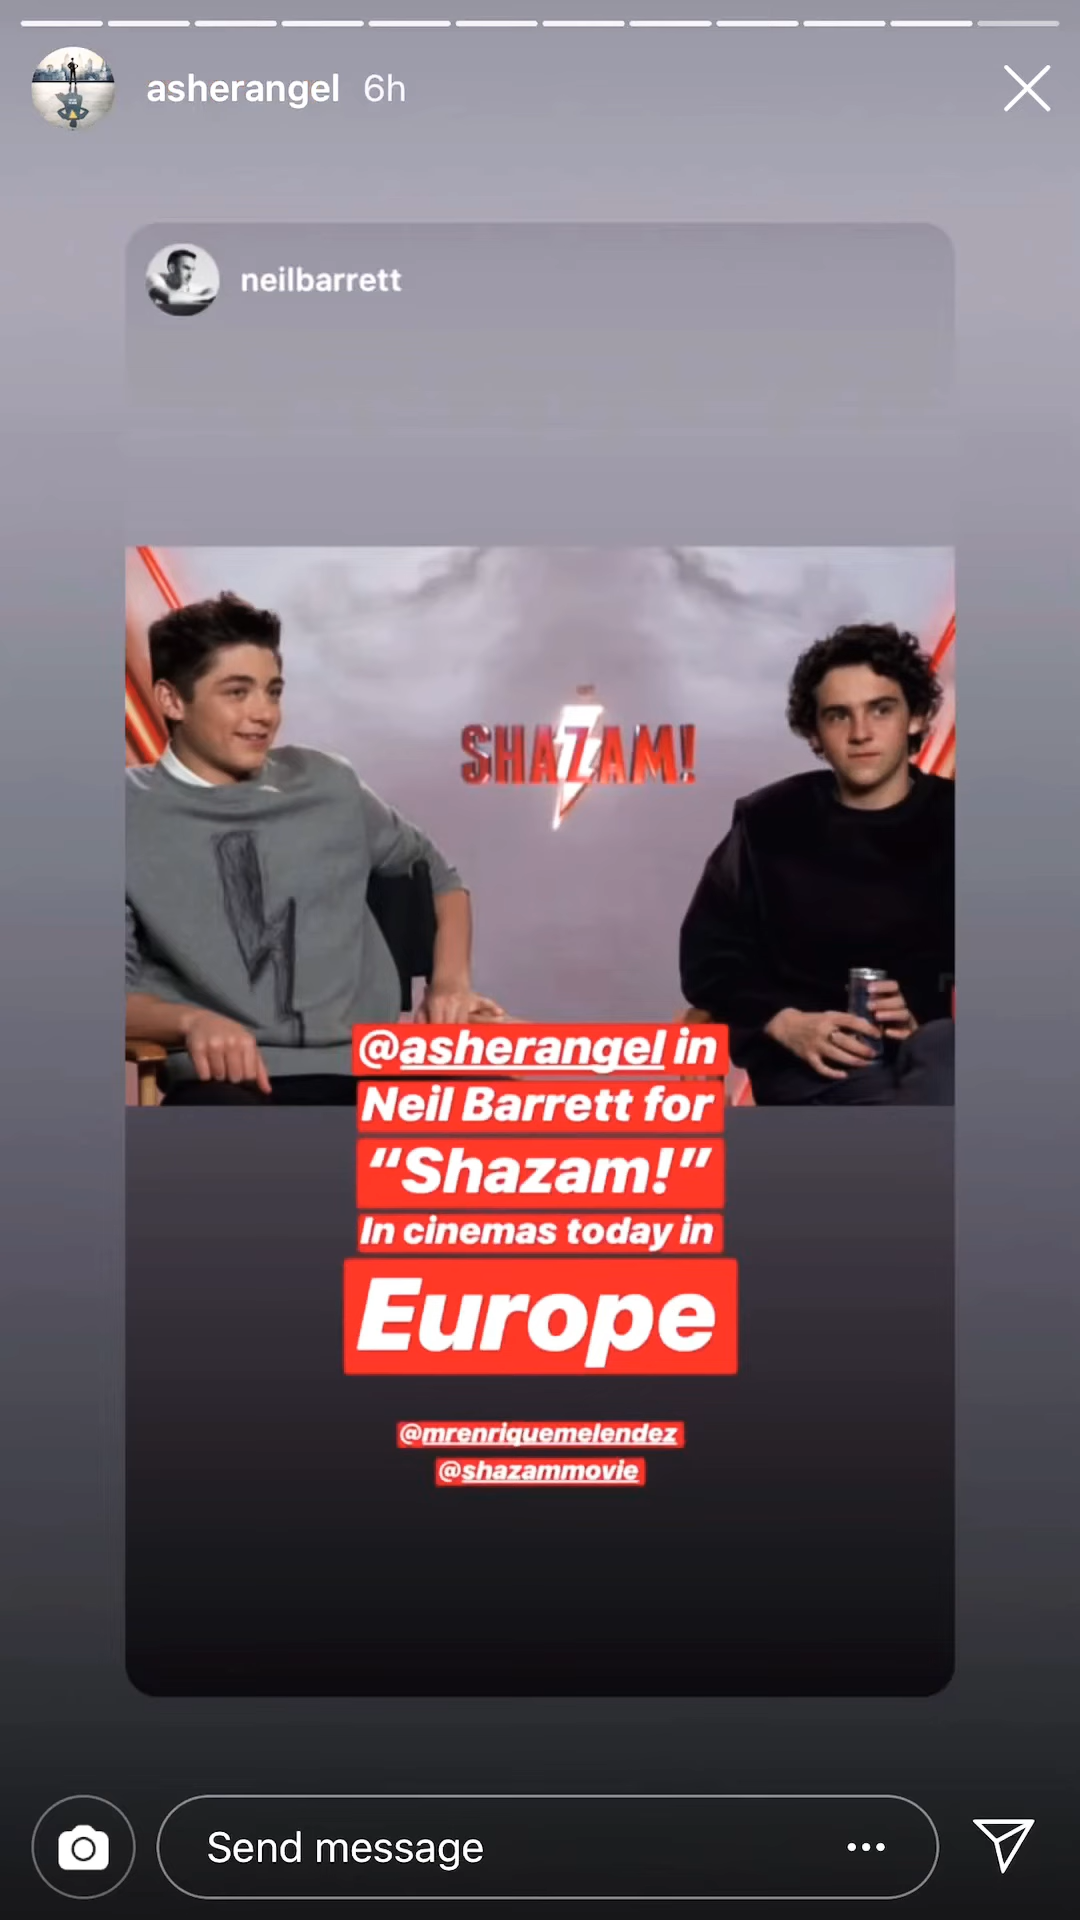 asherangel 6h
neilbarrett
SHAZAM!
@asherangel in
Neil Barrett for
“Shazam!”
In cinemas today in
Europe
@mrenriquemelendez
@shazammovie
Send message